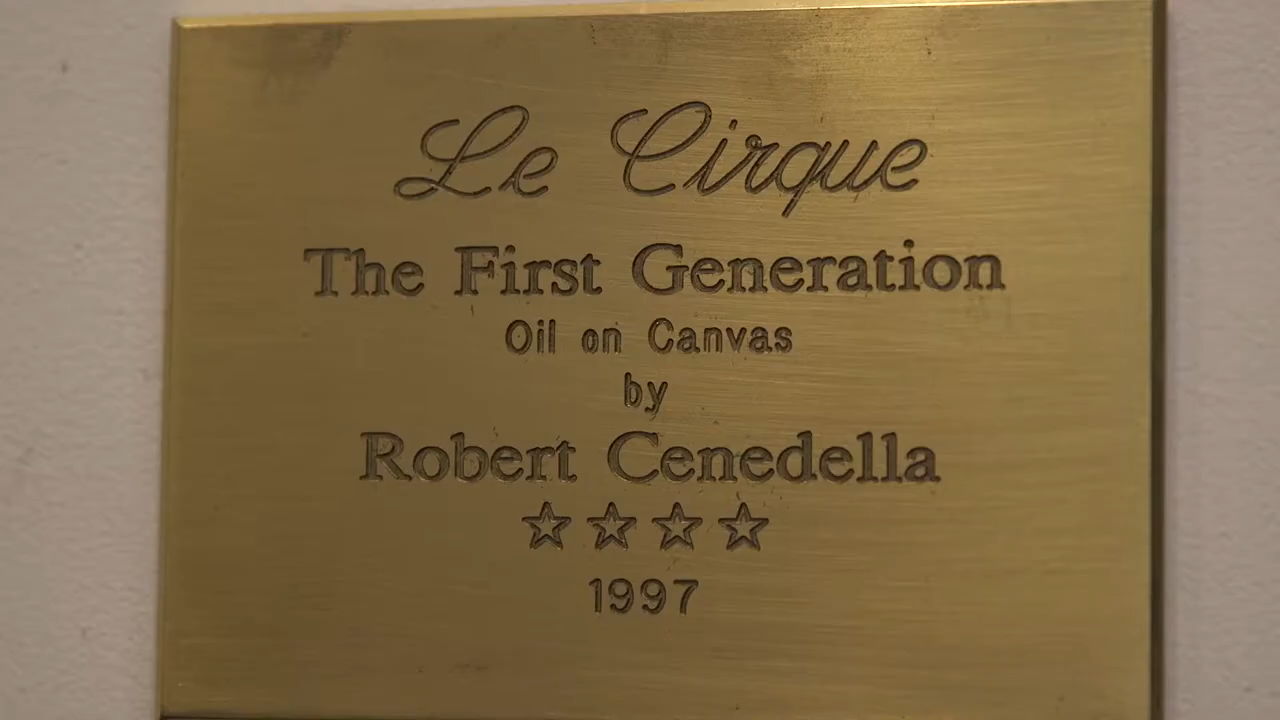 Le Cirque
The First Generation
Oil on Canvas
by
Robert Cenedella
☆☆☆☆
1997